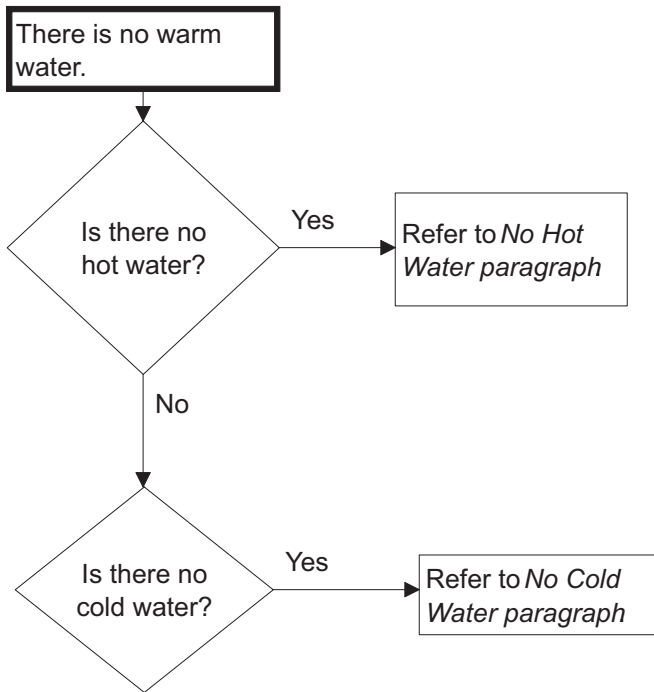 There is no warm
water.
Is there no
hot water?
Yes
Refer to No Hot
Water paragraph
No
Is there no
cold water?
Yes
Refer to No Cold
Water paragraph